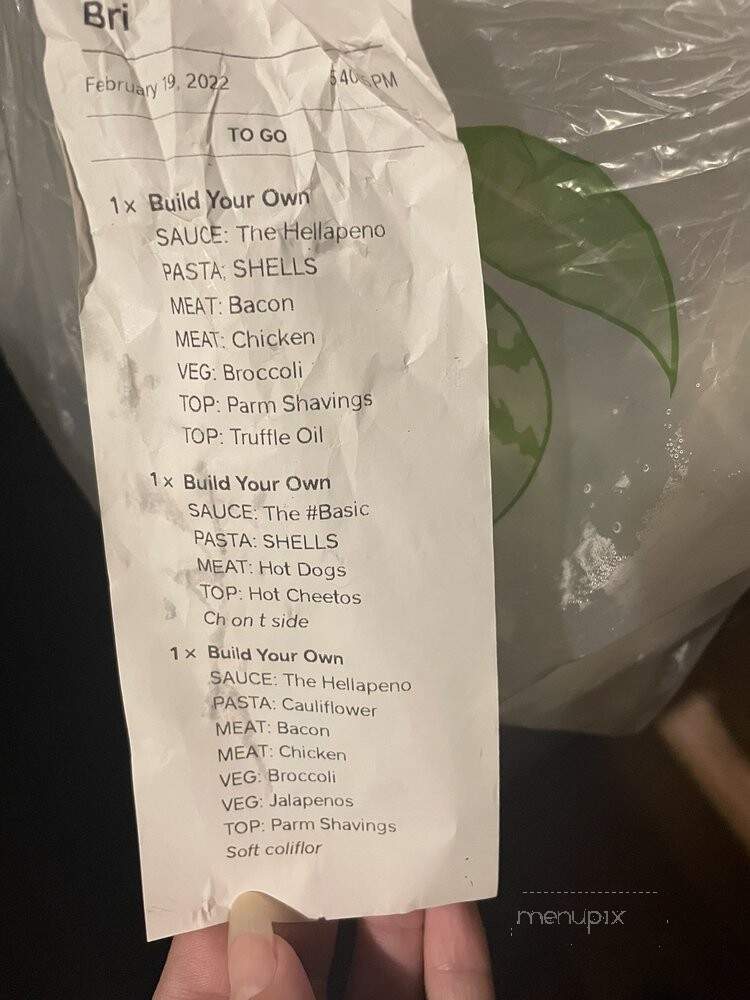 Bri
February 19, 2022 5:40 PM
TO GO
1x Build Your Own
SAUCE: The Hellapeno
PASTA: SHELLS
MEAT: Bacon
MEAT: Chicken
VEG: Broccoli
TOP: Parm Shavings
TOP: Truffle Oil
1x Build Your Own
SAUCE: The #Basic
PASTA: SHELLS
MEAT: Hot Dogs
TOP: Hot Cheetos
Ch on t side
1x Build Your Own
SAUCE: The Hellapeno
PASTA: Cauliflower
MEAT: Bacon
MEAT: Chicken
VEG: Broccoli
VEG: Jalapenos
TOP: Parm Shavings
Soft coliflor
menupix